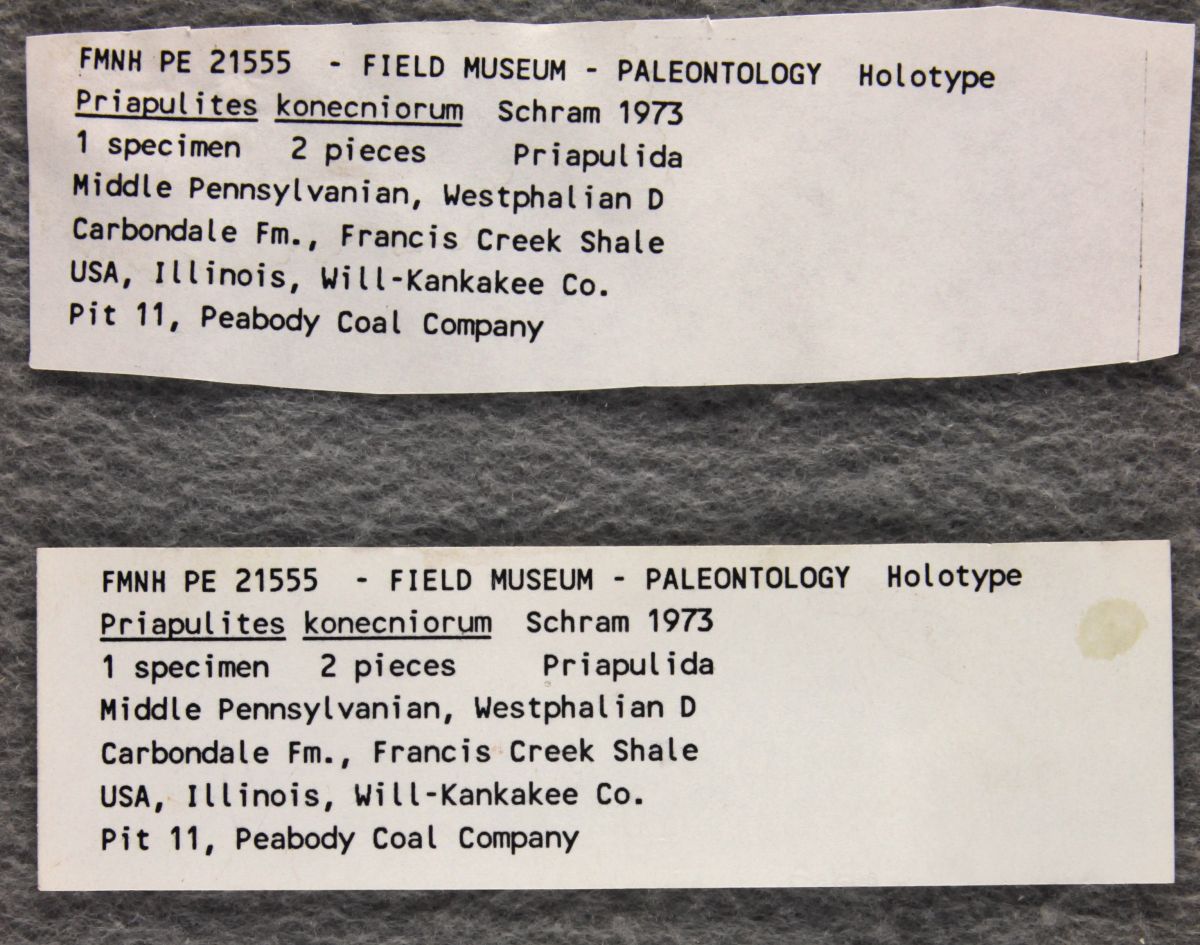 FMNH PE 21555 - FIELD MUSEUM - PALEONTOLOGY Holotype
Priapulites konecniorum Schram 1973
1 specimen 2 pieces Priapulida
Middle Pennsylvanian, Westphalian D
Carbondale Fm., Francis Creek Shale
USA, Illinois, Will-Kankakee Co.
Pit 11, Peabody Coal Company
FMNH PE 21555 - FIELD MUSEUM - PALEONTOLOGY Holotype
Priapulites konecniorum Schram 1973
1 specimen 2 pieces Priapulida
Middle Pennsylvanian, Westphalian D
Carbondale Fm., Francis Creek Shale
USA, Illinois, Will-Kankakee Co.
Pit 11, Peabody Coal Company